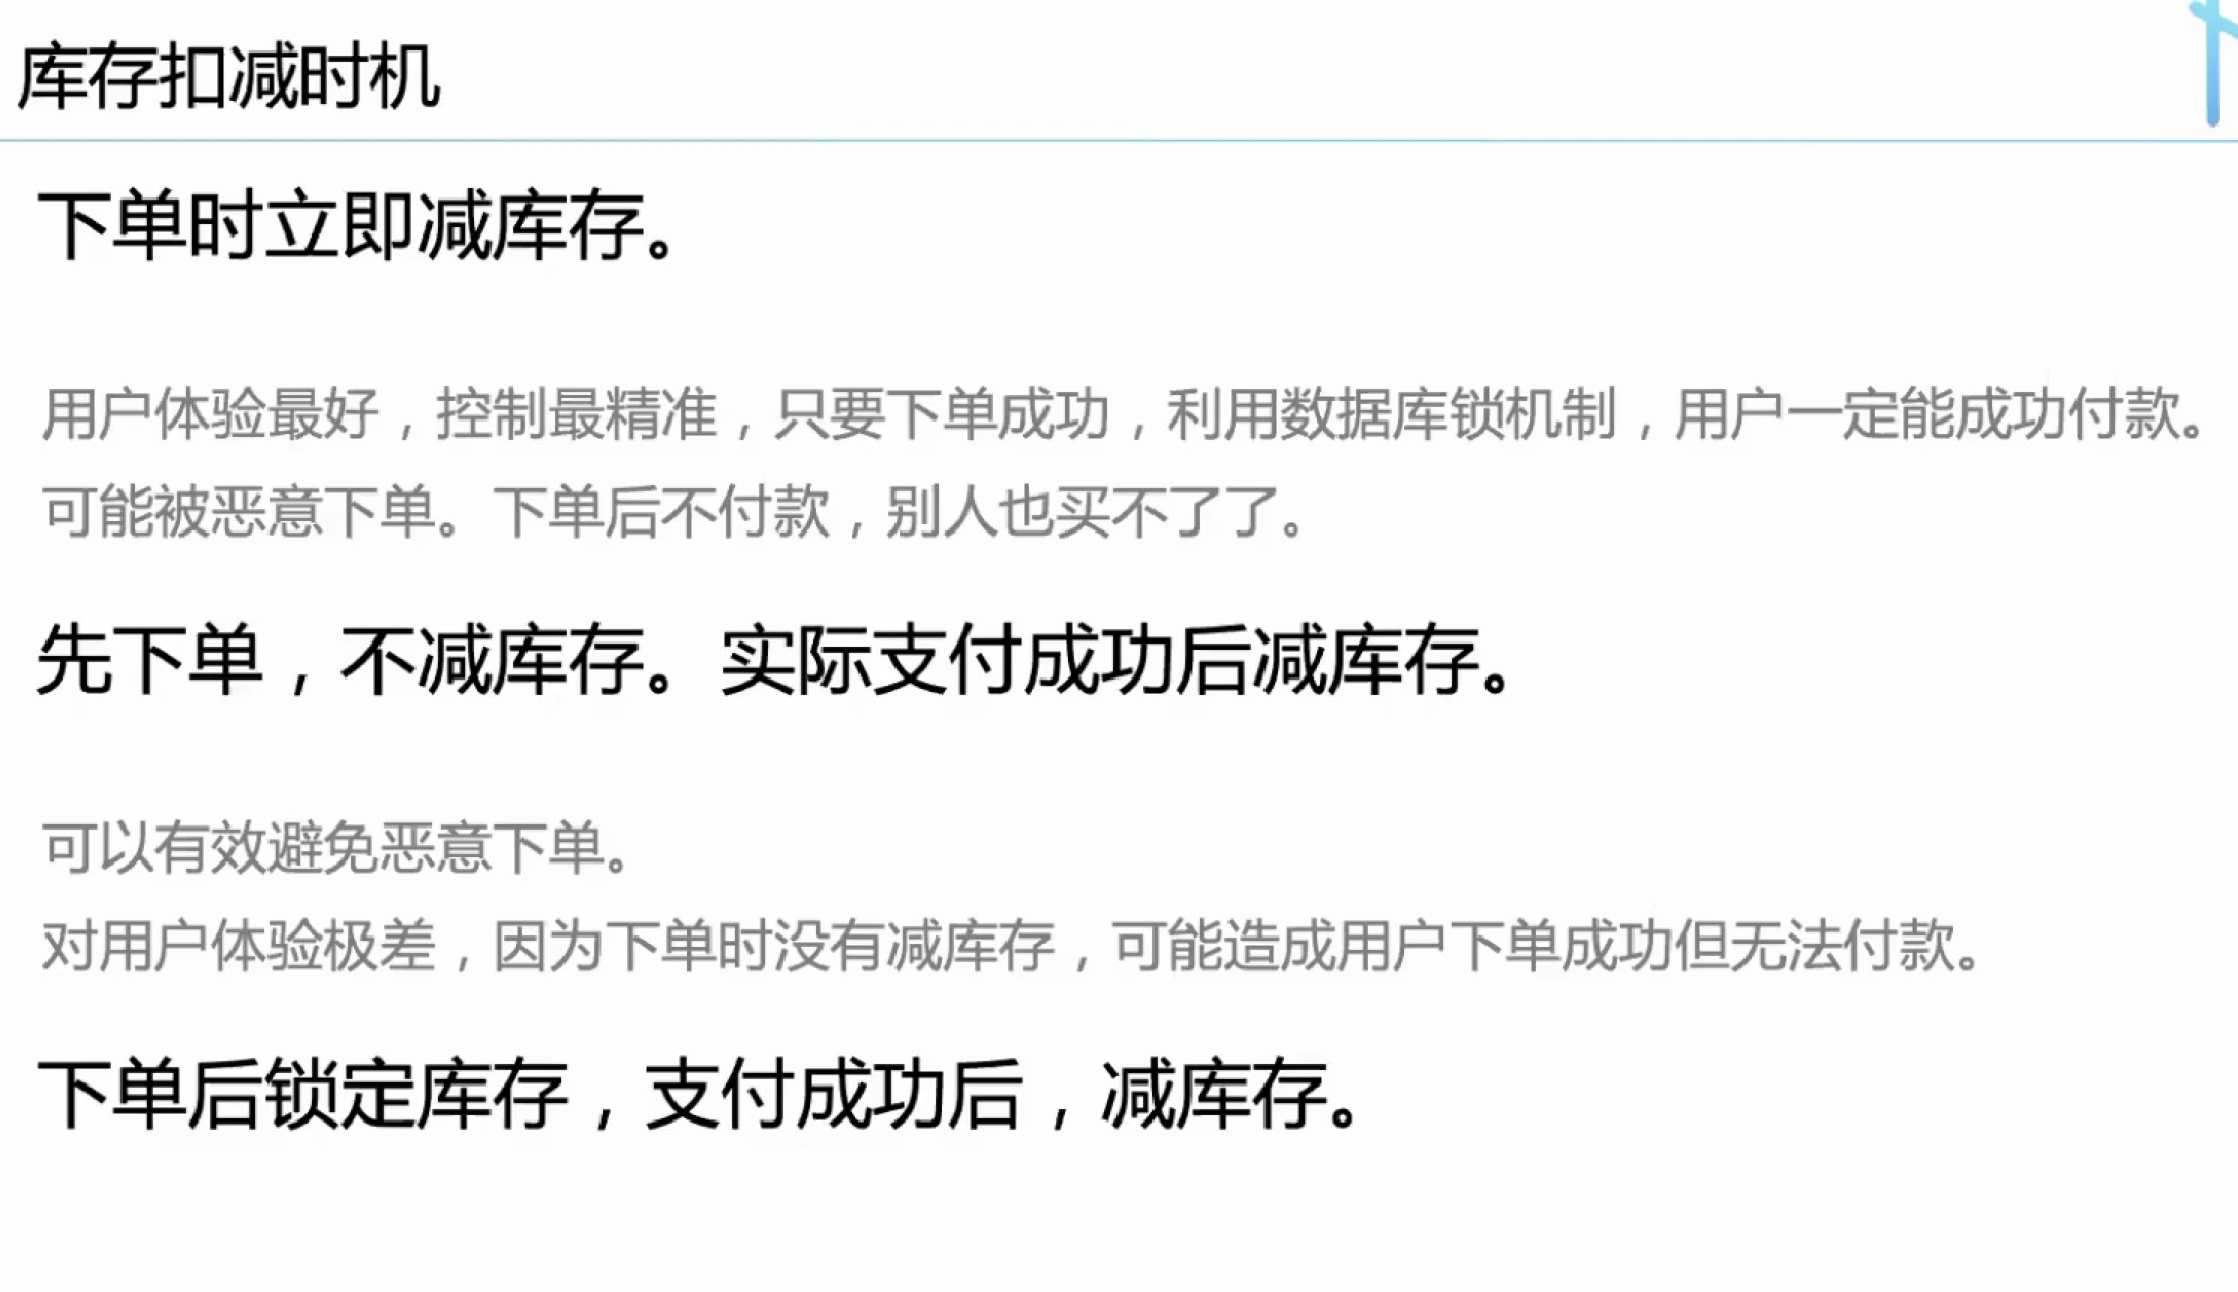 库存扣减时机
下单时立即减库存。
用户体验最好，控制最精准，只要下单成功，利用数据库锁机制，用户一定能成功付款。
可能被恶意下单。下单后不付款，别人也买不了了。
先下单，不减库存。实际支付成功后减库存。
可以有效避免恶意下单。
对用户体验极差，因为下单时没有减库存，可能造成用户下单成功但无法付款。
下单后锁定库存，支付成功后，减库存。